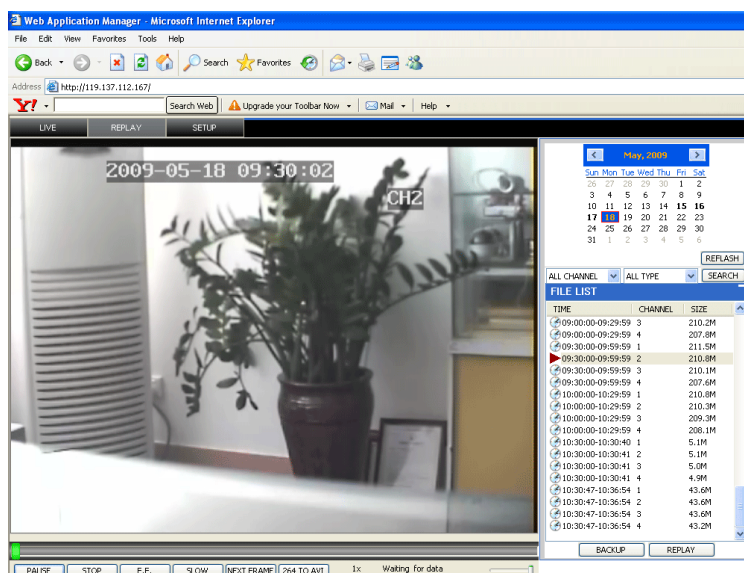 Web Application Manager - Microsoft Internet Explorer
File Edit View Favorites Tools Help
Back Search Favorites
Address http://119.137.112.167/
Y! Search Web Upgrade your Toolbar Now Mail Help
LIVE REPLAY SETUP
2009-05-18 09:30:02
CH2
May, 2009
Sun Mon Tue Wed Thu Fri Sat
26 27 28 29 30 1 2
3 4 5 6 7 8 9
10 11 12 13 14 15 16
17 18 19 20 21 22 23
24 25 26 27 28 29 30
31 1 2 3 4 5 6
REFLASH
ALL CHANNEL ALL TYPE SEARCH
FILE LIST
TIME CHANNEL SIZE
09:00:00-09:29:59 3 210.2M
09:00:00-09:29:59 4 207.8M
09:30:00-09:59:59 1 211.5M
09:30:00-09:59:59 2 210.8M
09:30:00-09:59:59 3 210.1M
09:30:00-09:59:59 4 207.6M
10:00:00-10:29:59 1 210.8M
10:00:00-10:29:59 2 210.3M
10:00:00-10:29:59 3 209.3M
10:00:00-10:29:59 4 208.1M
10:30:00-10:30:40 1 5.1M
10:30:00-10:30:41 2 5.1M
10:30:00-10:30:41 3 5.0M
10:30:00-10:30:41 4 4.9M
10:30:47-10:36:54 1 43.6M
10:30:47-10:36:54 2 43.6M
10:30:47-10:36:54 3 43.6M
10:30:47-10:36:54 4 43.2M
BACKUP REPLAY
PAUSE STOP F.F. SLOW NEXT FRAME 264 TO AVI 1x Waiting for data